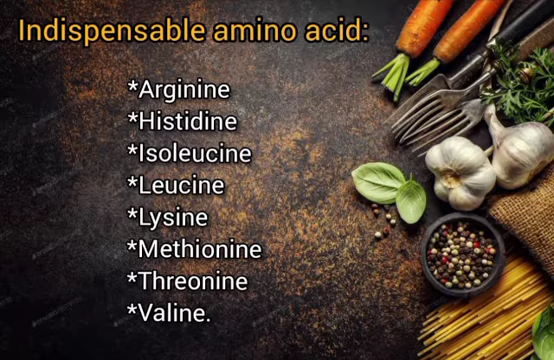 Indispensable amino acid:
*Arginine
*Histidine
*Isoleucine
*Leucine
*Lysine
*Methionine
*Threonine
*Valine.